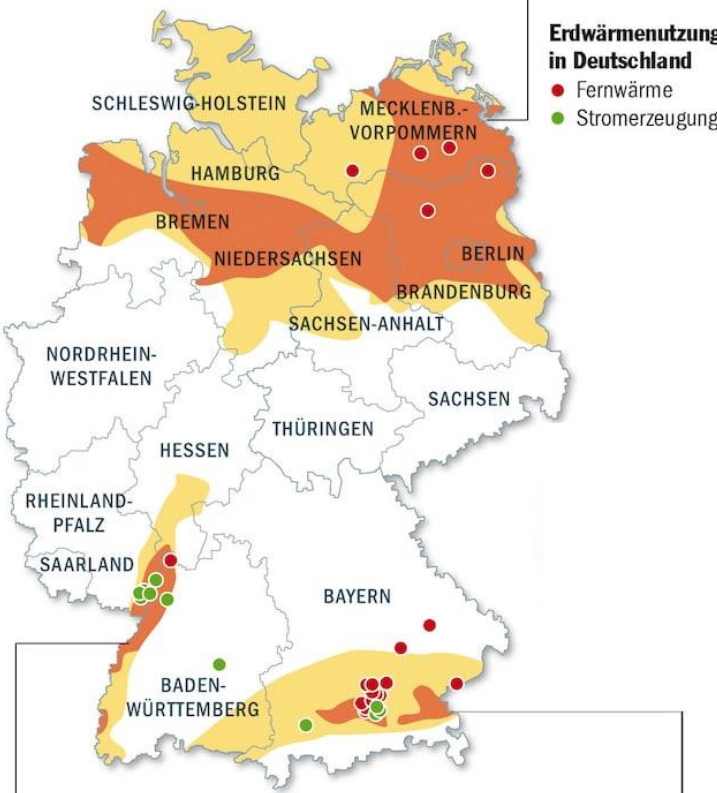 Erdwärmenutzung
in Deutschland
Fernwärme
Stromerzeugung
SCHLESWIG-HOLSTEIN
MECKLENB.-
VORPOMMERN
HAMBURG
BREMEN
NIEDERSACHSEN
BERLIN
BRANDENBURG
SACHSEN-ANHALT
NORDRHEIN-
WESTFALEN
SACHSEN
THÜRINGEN
HESSEN
RHEINLAND-
PFALZ
SAARLAND
BAYERN
BADEN-
WÜRTTEMBERG